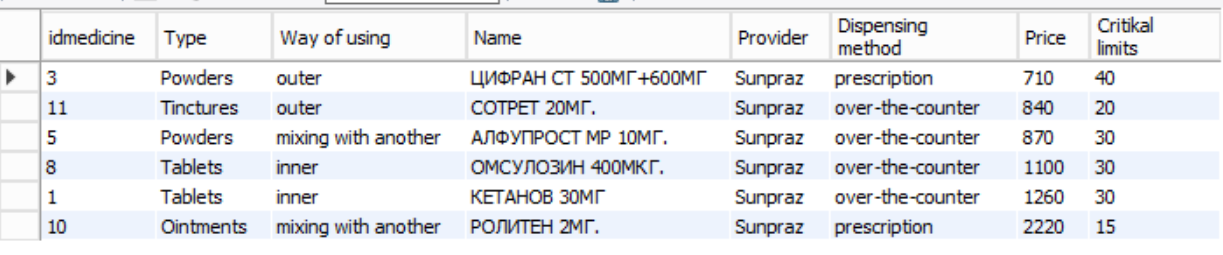 idmedicine Type Way of using Name Provider Dispensing method Price Critikal limits
3 Powders outer ЦИФРАН СТ 500МГ+600МГ Sunpraz prescription 710 40
11 Tinctures outer СОТРЕТ 20МГ. Sunpraz over-the-counter 840 20
5 Powders mixing with another АЛФУПРОСТ МР 10МГ. Sunpraz over-the-counter 870 30
8 Tablets inner ОМСУЛОЗИН 400МКГ. Sunpraz over-the-counter 1100 30
1 Tablets inner КЕТАНОВ 30МГ Sunpraz over-the-counter 1260 30
10 Ointments mixing with another РОЛИТЕН 2МГ. Sunpraz prescription 2220 15